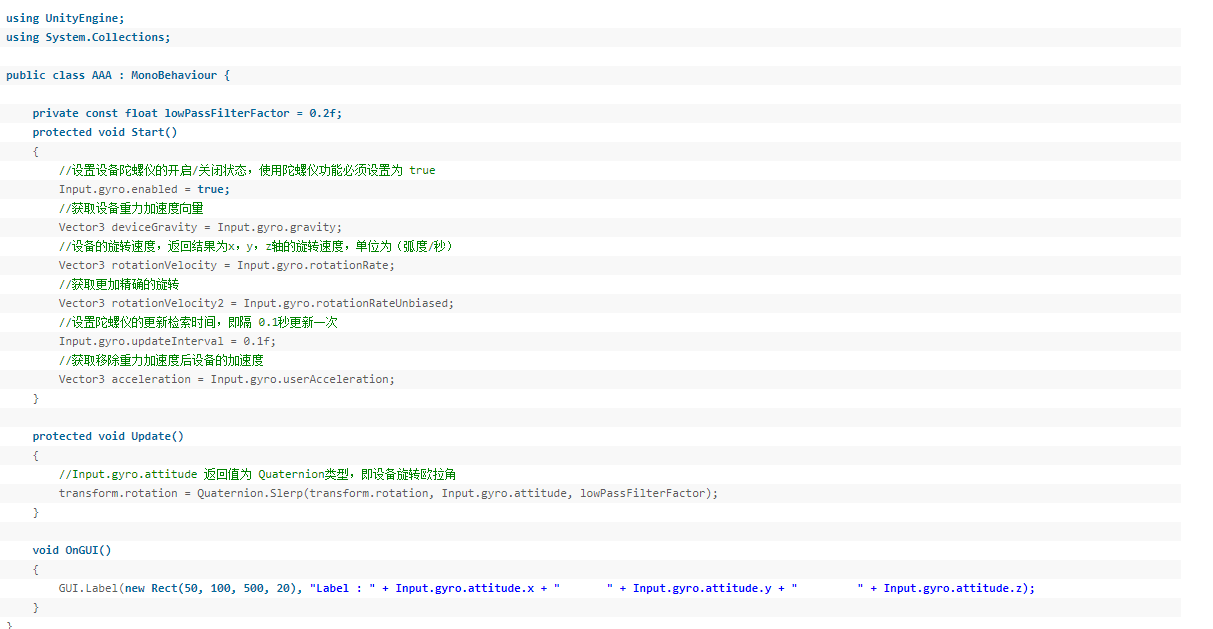 using UnityEngine;
using System.Collections;
public class AAA : MonoBehaviour {
private const float lowPassFilterFactor = 0.2f;
protected void Start()
{
//设置设备陀螺仪的开启/关闭状态，使用陀螺仪功能必须设置为 true
Input.gyro.enabled = true;
//获取设备重力加速度向量
Vector3 deviceGravity = Input.gyro.gravity;
//设备的旋转速度，返回结果为x，y，z轴的旋转速度，单位为（弧度/秒）
Vector3 rotationVelocity = Input.gyro.rotationRate;
//获取更加精确的旋转
Vector3 rotationVelocity2 = Input.gyro.rotationRateUnbiased;
//设置陀螺仪的更新检索时间，即隔 0.1秒更新一次
Input.gyro.updateInterval = 0.1f;
//获取移除重力加速度后设备的加速度
Vector3 acceleration = Input.gyro.userAcceleration;
}
protected void Update()
{
//Input.gyro.attitude 返回值为 Quaternion类型，即设备旋转欧拉角
transform.rotation = Quaternion.Slerp(transform.rotation, Input.gyro.attitude, lowPassFilterFactor);
}
void OnGUI()
{
GUI.Label(new Rect(50, 100, 500, 20), "Label : " + Input.gyro.attitude.x + "       " + Input.gyro.attitude.y + "         " + Input.gyro.attitude.z);
}
}